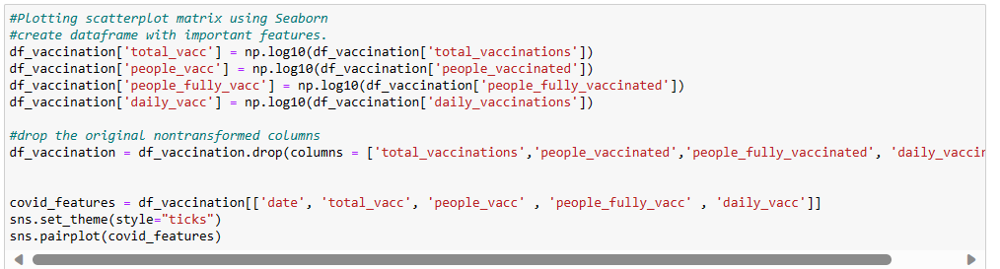 #Plotting scatterplot matrix using Seaborn
#create dataframe with important features.
df_vaccination['total_vacc'] = np.log10(df_vaccination['total_vaccinations'])
df_vaccination['people_vacc'] = np.log10(df_vaccination['people_vaccinated'])
df_vaccination['people_fully_vacc'] = np.log10(df_vaccination['people_fully_vaccinated'])
df_vaccination['daily_vacc'] = np.log10(df_vaccination['daily_vaccinations'])
#drop the original nontransformed columns
df_vaccination = df_vaccination.drop(columns = ['total_vaccinations','people_vaccinated','people_fully_vaccinated',
covid_features = df_vaccination[['date', 'total_vacc', 'people_vacc' , 'people_fully_vacc' , 'daily_vacc']]
sns.set_theme(style="ticks")
sns.pairplot(covid_features)